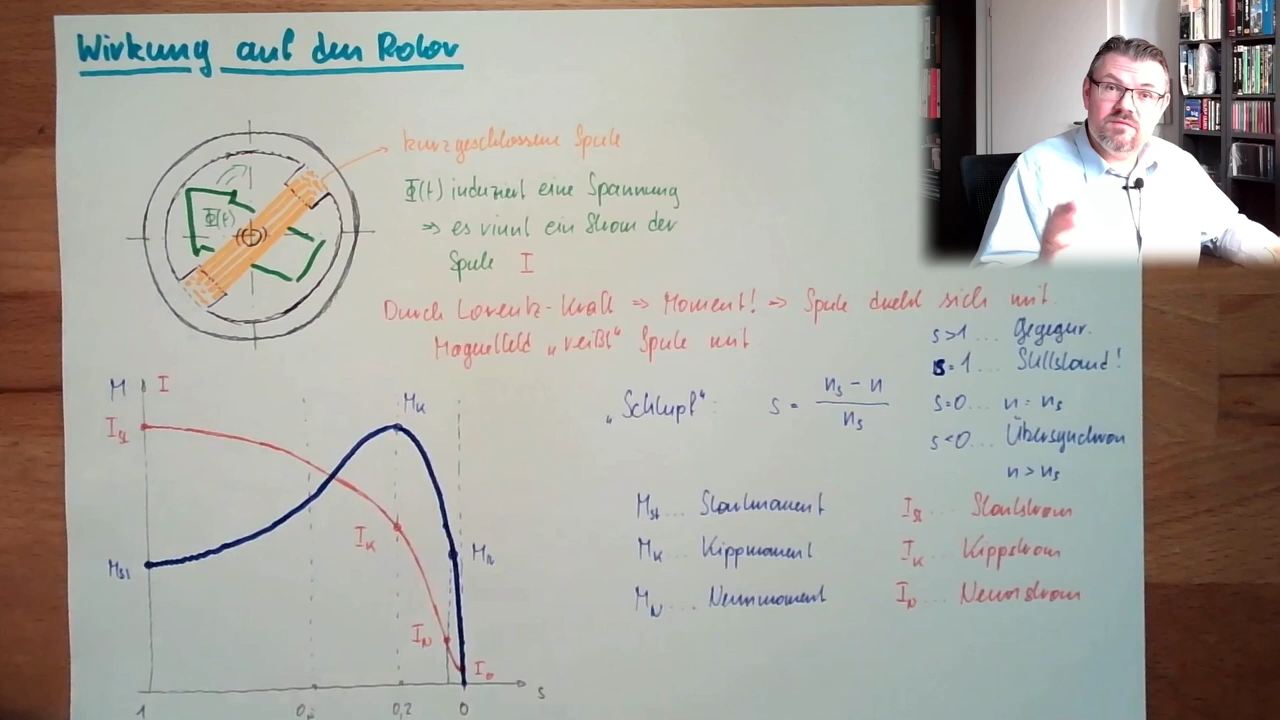 Wirkung auf den Rotor
kurzgeschlossene Spule
Φ(t)
Φ(t) induziert eine Spannung
⇒ es rinnt ein Strom der
Spule I
Durch Lorentz-Kraft ⇒ Moment! ⇒ Spule dreht sich mit
Magnetfeld "reißt" Spule mit
s>1 ... Gegegnr.
s=1 ... Stillstand!
s=0 ... n = ns
s<0 ... Übersynchron
n > ns
"Schlupf": s = (ns - n) / ns
M I
ISt
MK
IK
MSt
MN
IN
I0
s
1 0,2 0
MSt ... Startmoment
MK ... Kippmoment
MN ... Nennmoment
ISt ... Startstrom
IK ... Kippstrom
IN ... Nennstrom